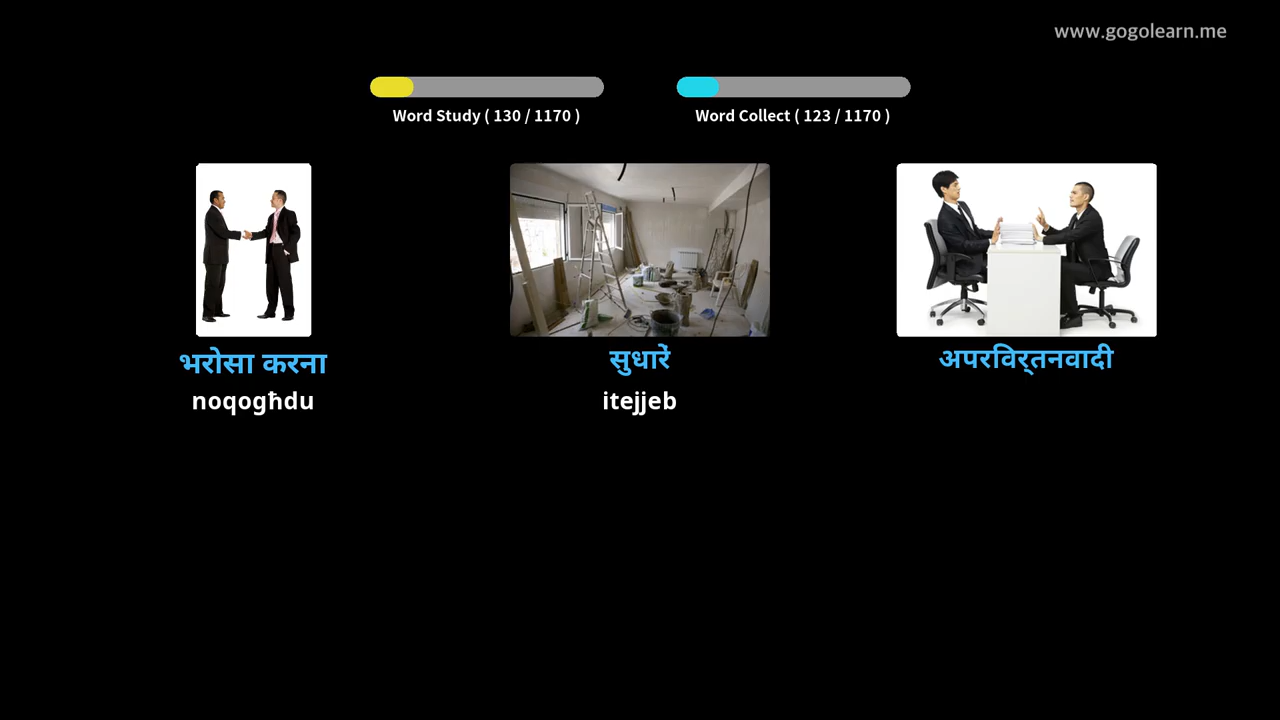 www.gogolearn.me
Word Study ( 130 / 1170 )
Word Collect ( 123 / 1170 )
भरोसा करना
सुधारें
अपरविर्तनवादी
noqogħdu
itejjeb